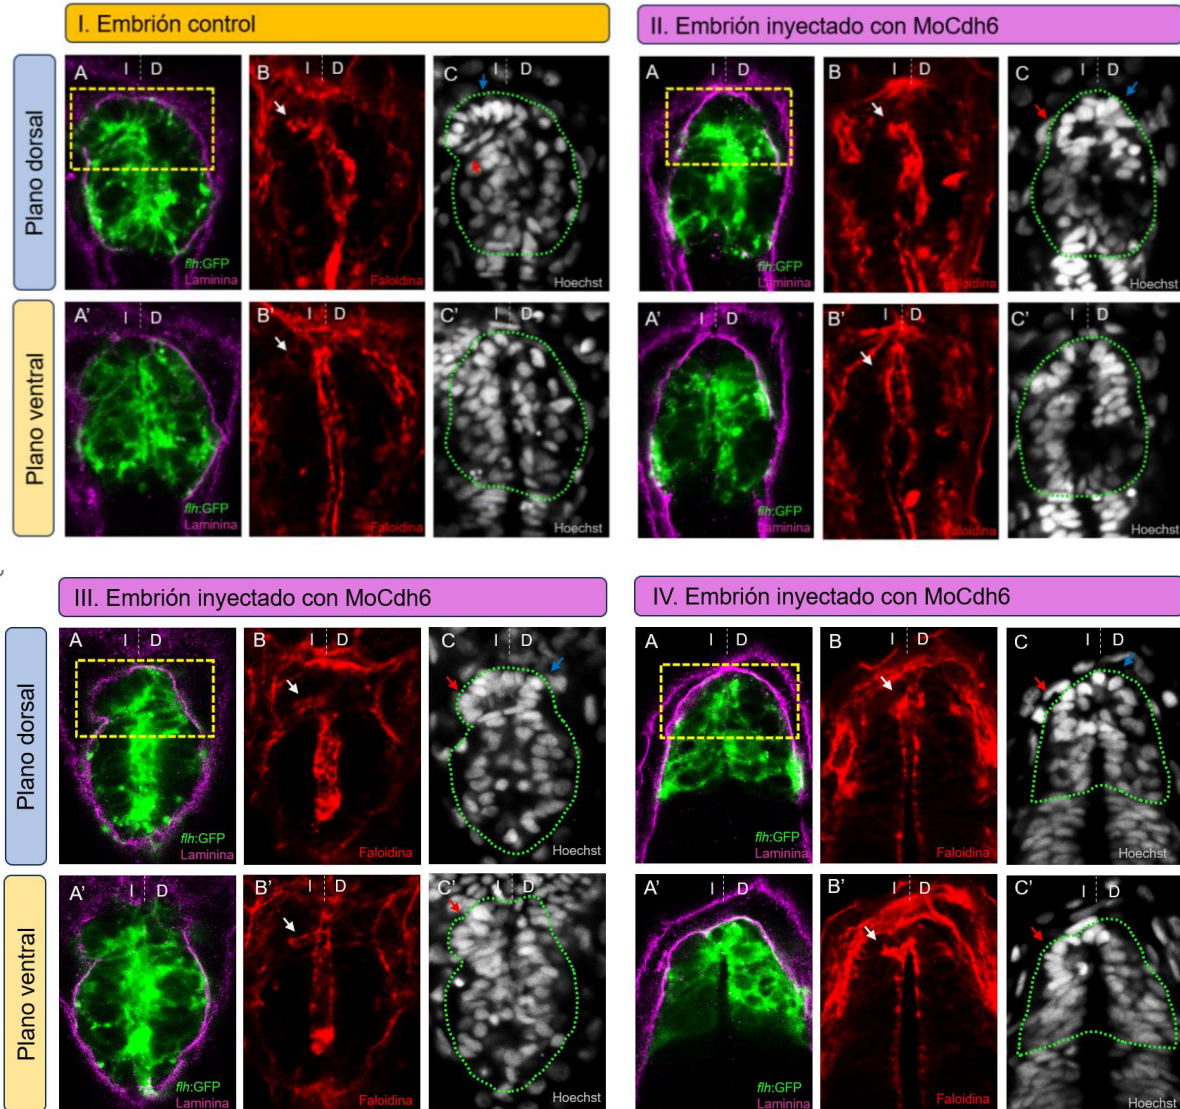 I. Embrión control
II. Embrión inyectado con MoCdh6
Plano dorsal
A I D
flh:GFP
Laminina
B I D
Faloidina
C I D
Hoechst
A I D
flh:GFP
Laminina
B I D
Faloidina
C I D
Hoechst
Plano ventral
A' I D
flh:GFP
Laminina
B' I D
Faloidina
C' I D
Hoechst
A' I D
flh:GFP
Laminina
B' I D
Faloidina
C' I D
Hoechst
III. Embrión inyectado con MoCdh6
IV. Embrión inyectado con MoCdh6
Plano dorsal
A I D
flh:GFP
Laminina
B I D
Faloidina
C I D
Hoechst
A I D
flh:GFP
Laminina
B I D
Faloidina
C I D
Hoechst
Plano ventral
A' I D
flh:GFP
Laminina
B' I D
Faloidina
C' I D
Hoechst
A' I D
flh:GFP
Laminina
B' I D
Faloidina
C' I D
Hoechst